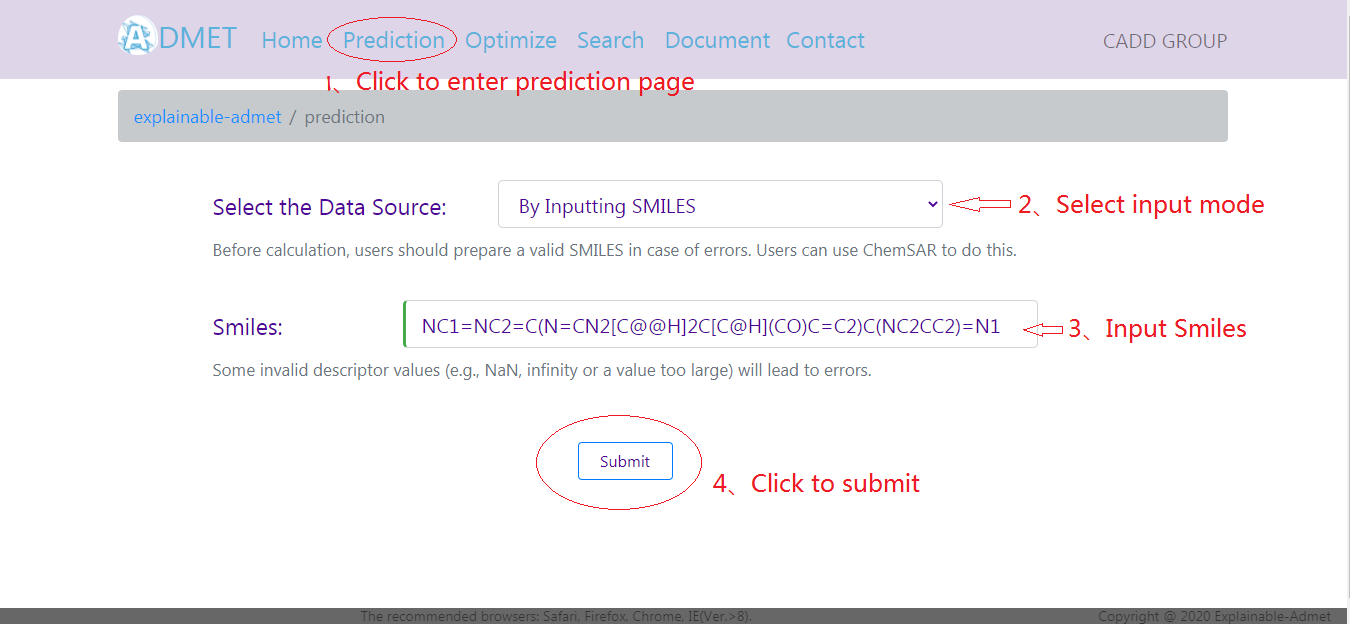 ADMET Home Prediction Optimize Search Document Contact CADD GROUP
1、Click to enter prediction page
explainable-admet / prediction
Select the Data Source: By Inputting SMILES 2、Select input mode
Before calculation, users should prepare a valid SMILES in case of errors. Users can use ChemSAR to do this.
Smiles: NC1=NC2=C(N=CN2[C@@H]2C[C@H](CO)C=C2)C(NC2CC2)=N1 3、Input Smiles
Some invalid descriptor values (e.g., NaN, infinity or a value too large) will lead to errors.
Submit
4、Click to submit
The recommended browsers: Safari, Firefox, Chrome, IE(Ver.>8). Copyright @ 2020 Explainable-Admet